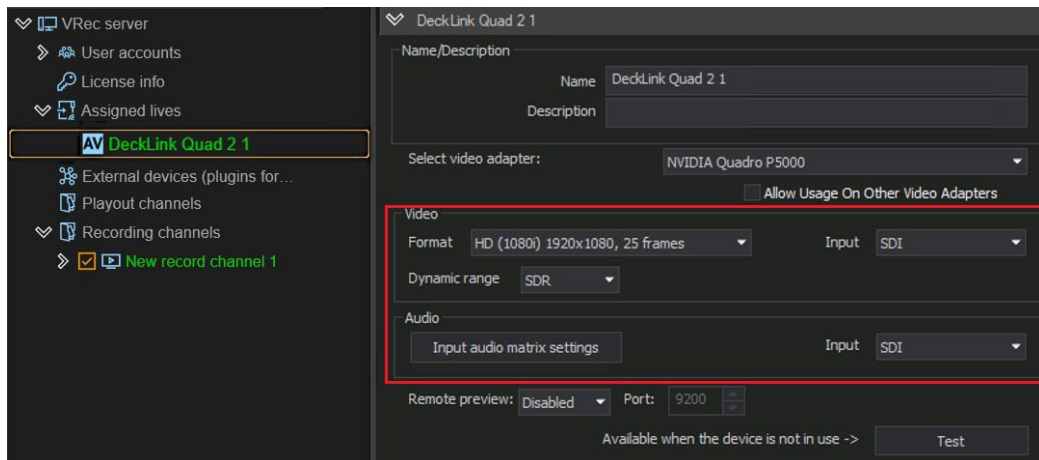 VRec server
User accounts
License info
Assigned lives
AV DeckLink Quad 2 1
External devices (plugins for...
Playout channels
Recording channels
New record channel 1
DeckLink Quad 2 1
Name/Description
Name DeckLink Quad 2 1
Description
Select video adapter: NVIDIA Quadro P5000
Allow Usage On Other Video Adapters
Video
Format HD (1080i) 1920x1080, 25 frames Input SDI
Dynamic range SDR
Audio
Input audio matrix settings Input SDI
Remote preview: Disabled Port: 9200
Available when the device is not in use -> Test